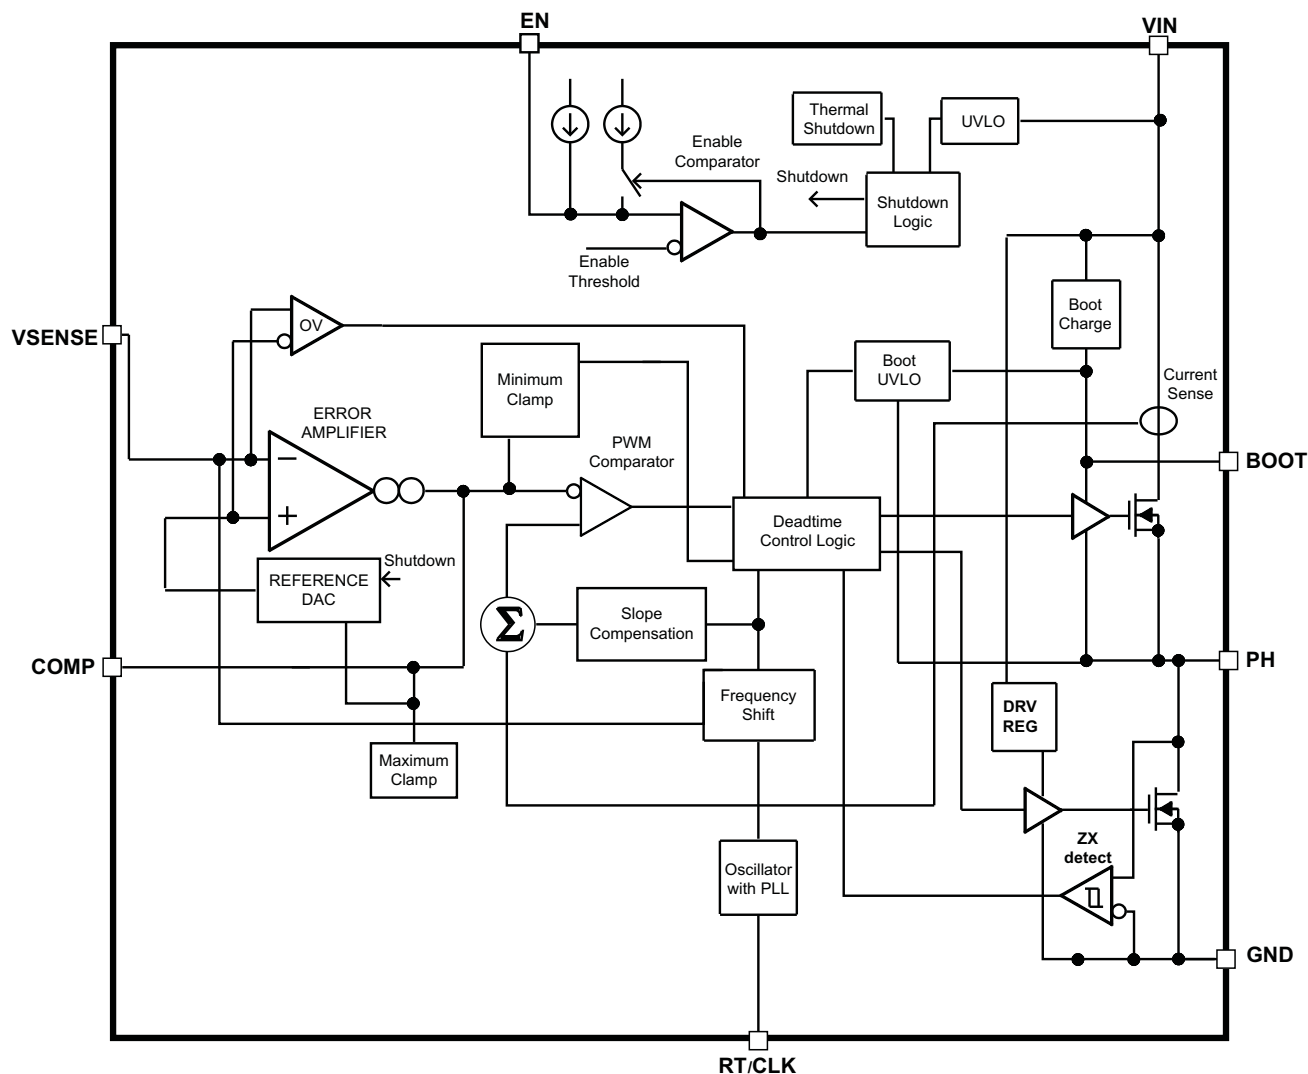 EN
VIN
Thermal
Shutdown
UVLO
Enable
Comparator
Shutdown
Shutdown
Logic
Enable
Threshold
Boot
Charge
VSENSE
OV
Minimum
Clamp
Boot
UVLO
Current
Sense
ERROR
AMPLIFIER
PWM
Comparator
BOOT
−
+
Deadtime
Control Logic
Shutdown
REFERENCE
DAC
Σ
Slope
Compensation
COMP
PH
Frequency
Shift
DRV
REG
Maximum
Clamp
ZX
detect
Oscillator
with PLL
GND
RT/CLK